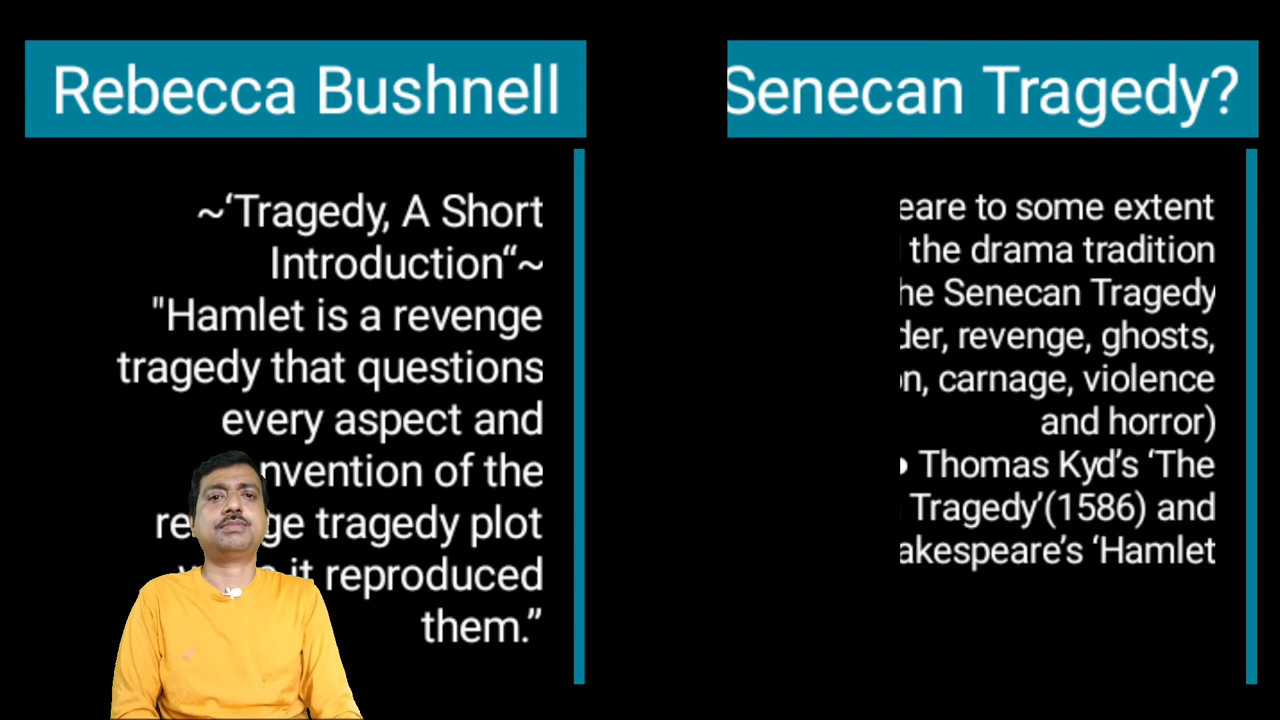 Rebecca Bushnell
~‘Tragedy, A Short
Introduction“~
"Hamlet is a revenge
tragedy that questions
every aspect and
nvention of the
re ge tragedy plot
it reproduced
them.”
Senecan Tragedy?
eare to some extent
the drama tradition
he Senecan Tragedy
der, revenge, ghosts,
n, carnage, violence
and horror)
• Thomas Kyd’s ‘The
Tragedy’(1586) and
akespeare’s ‘Hamlet